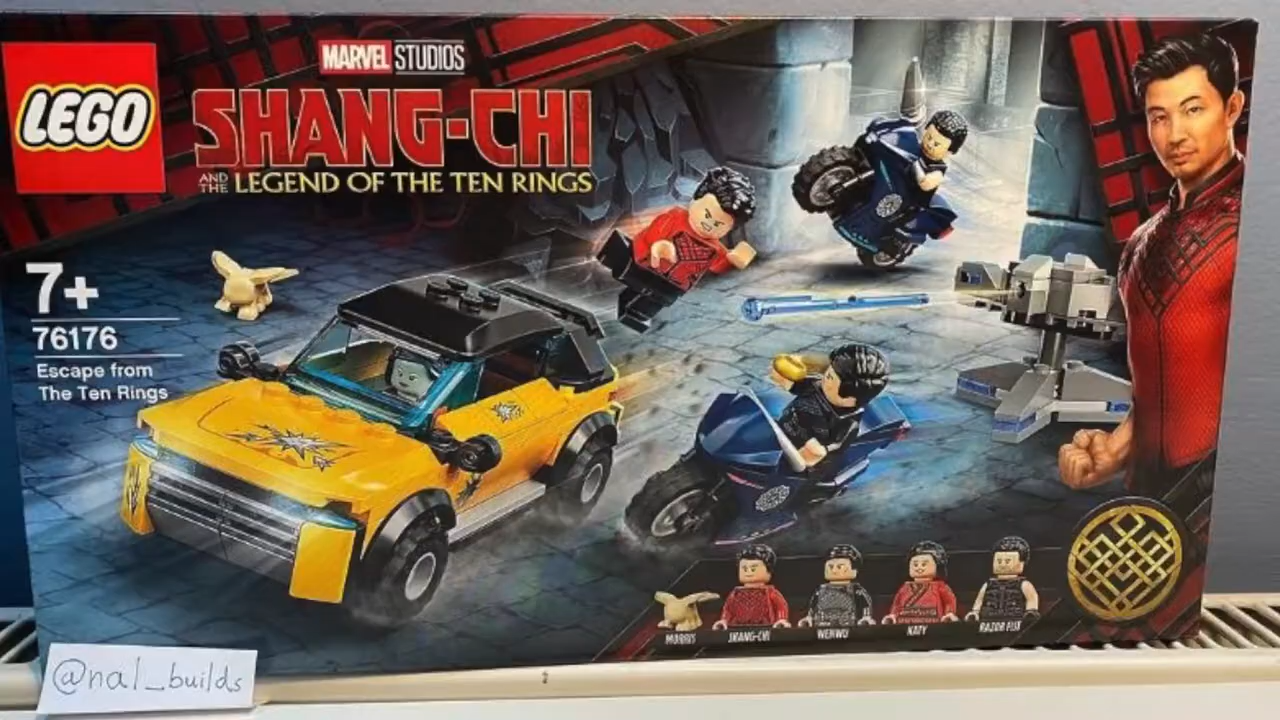 LEGO
MARVEL STUDIOS
SHANG-CHI
AND THE LEGEND OF THE TEN RINGS
7+
76176
Escape from
The Ten Rings
MORRIS SHANG-CHI WENWU KATY RAZOR FIST
@nal_builds